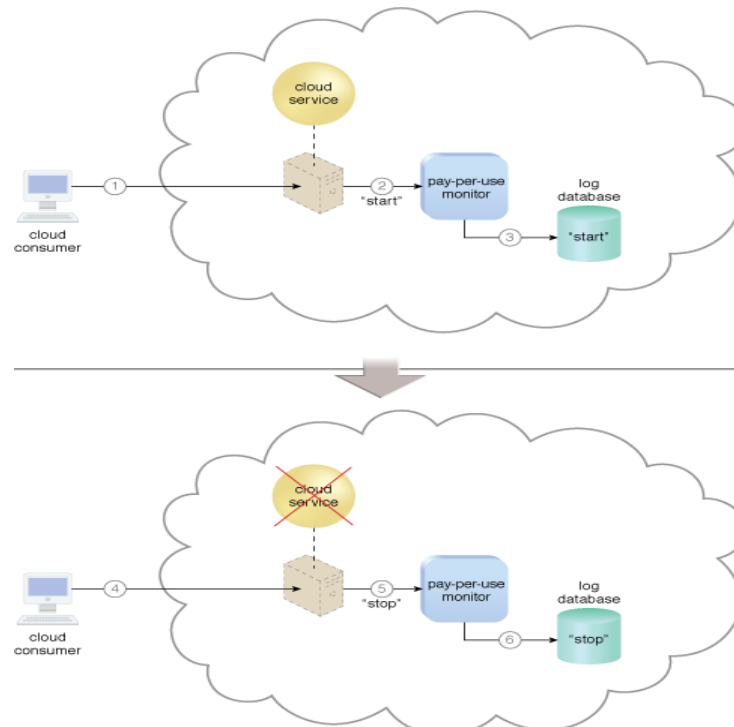 cloud
service
1
2
"start"
pay-per-use
monitor
log
database
"start"
3
cloud
consumer
cloud
service
4
5
"stop"
pay-per-use
monitor
log
database
"stop"
6
cloud
consumer